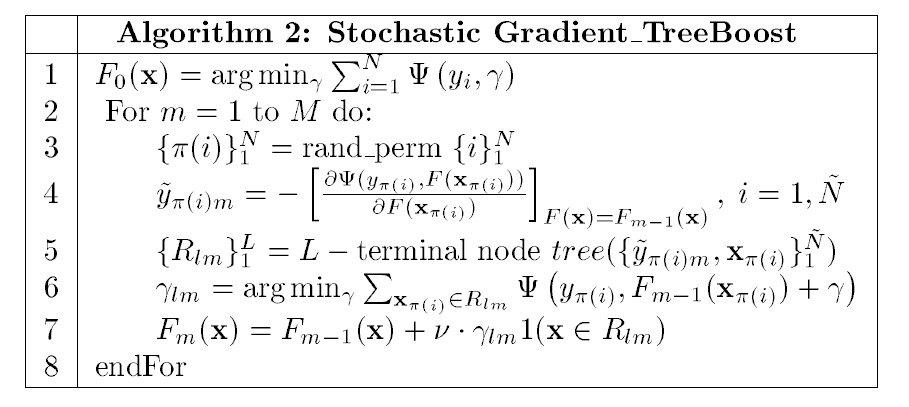 Algorithm 2: Stochastic Gradient_TreeBoost
1 F₀(𝐱) = arg min_γ ∑_{i=1}^{N} Ψ (y_i, γ)
2 For m = 1 to M do:
3 {π(i)}_1^N = rand_perm {i}_1^N
4 ỹ_{π(i)m} = − [∂Ψ(y_{π(i)}, F(𝐱_{π(i)})) / ∂F(𝐱_{π(i)})]_{F(𝐱)=F_{m−1}(𝐱)} , i = 1, Ñ
5 {R_{lm}}_1^L = L − terminal node tree({ỹ_{π(i)m}, 𝐱_{π(i)}}_1^Ñ)
6 γ_{lm} = arg min_γ ∑_{𝐱_{π(i)}∈R_{lm}} Ψ (y_{π(i)}, F_{m−1}(𝐱_{π(i)}) + γ)
7 F_m(𝐱) = F_{m−1}(𝐱) + ν · γ_{lm}1(𝐱 ∈ R_{lm})
8 endFor